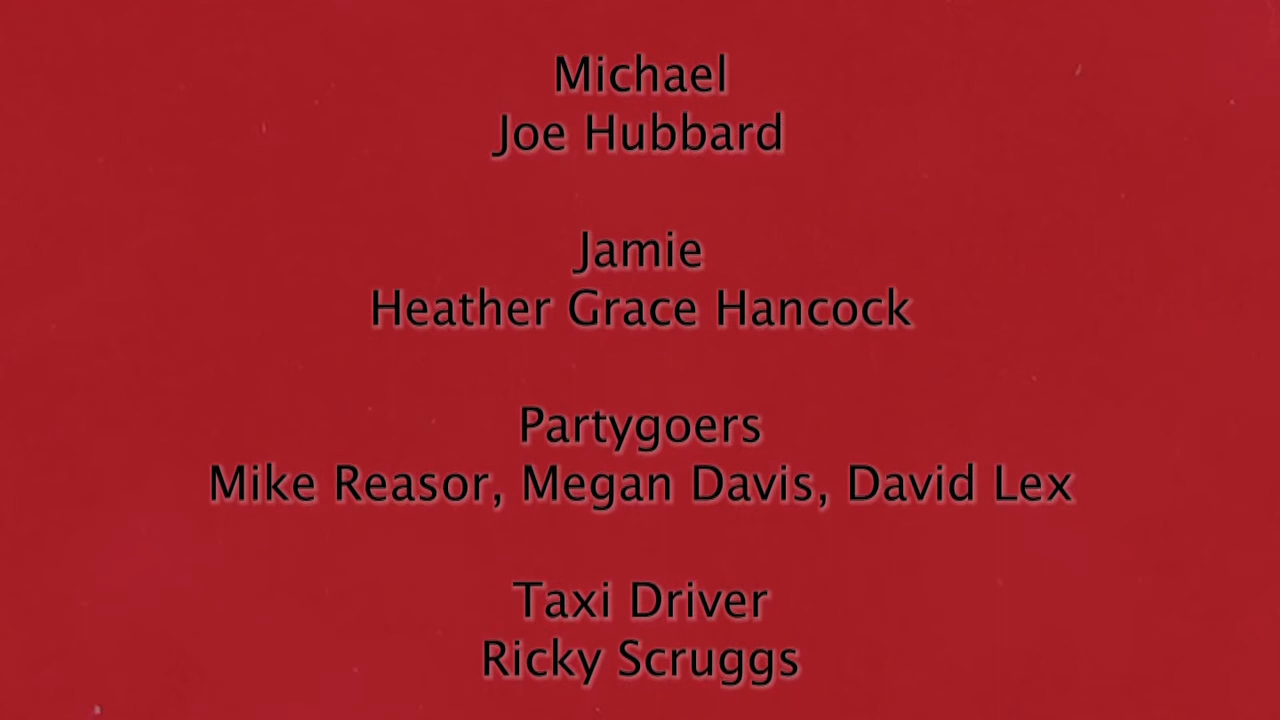 Michael
Joe Hubbard
Jamie
Heather Grace Hancock
Partygoers
Mike Reasor, Megan Davis, David Lex
Taxi Driver
Ricky Scruggs